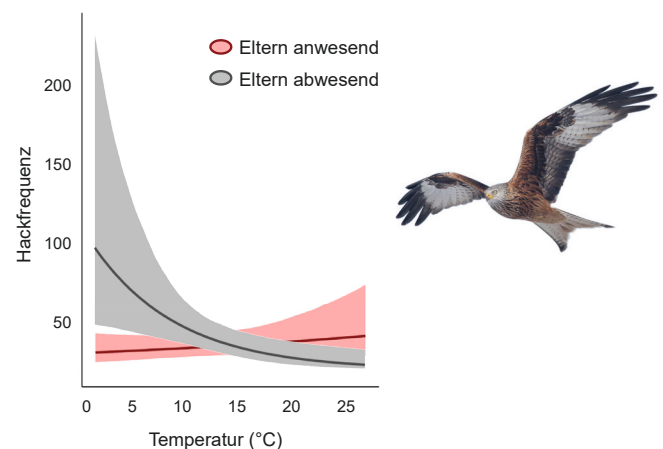 Eltern anwesend
Eltern abwesend
Hackfrequenz
200
150
100
50
0 5 10 15 20 25
Temperatur (°C)